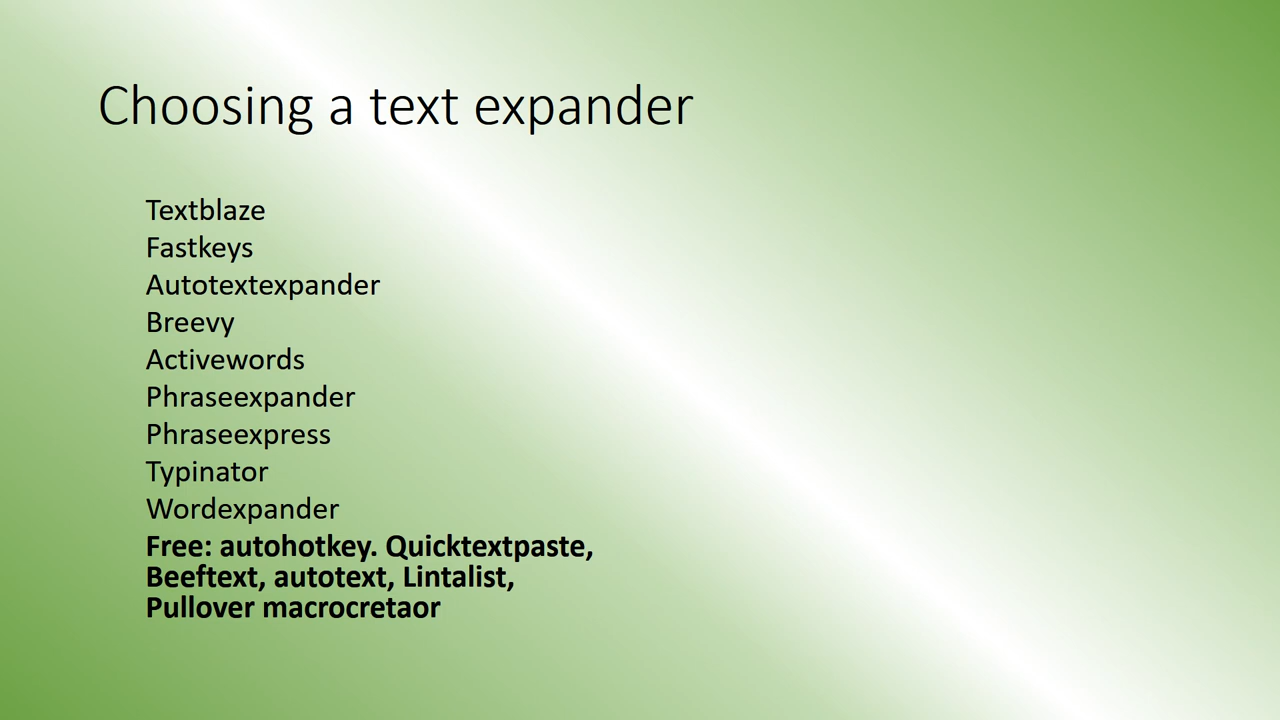 Choosing a text expander
Textblaze
Fastkeys
Autotextexpander
Breevy
Activewords
Phraseexpander
Phraseexpress
Typinator
Wordexpander
Free: autohotkey. Quicktextpaste,
Beeftext, autotext, Lintalist,
Pullover macrocretaor